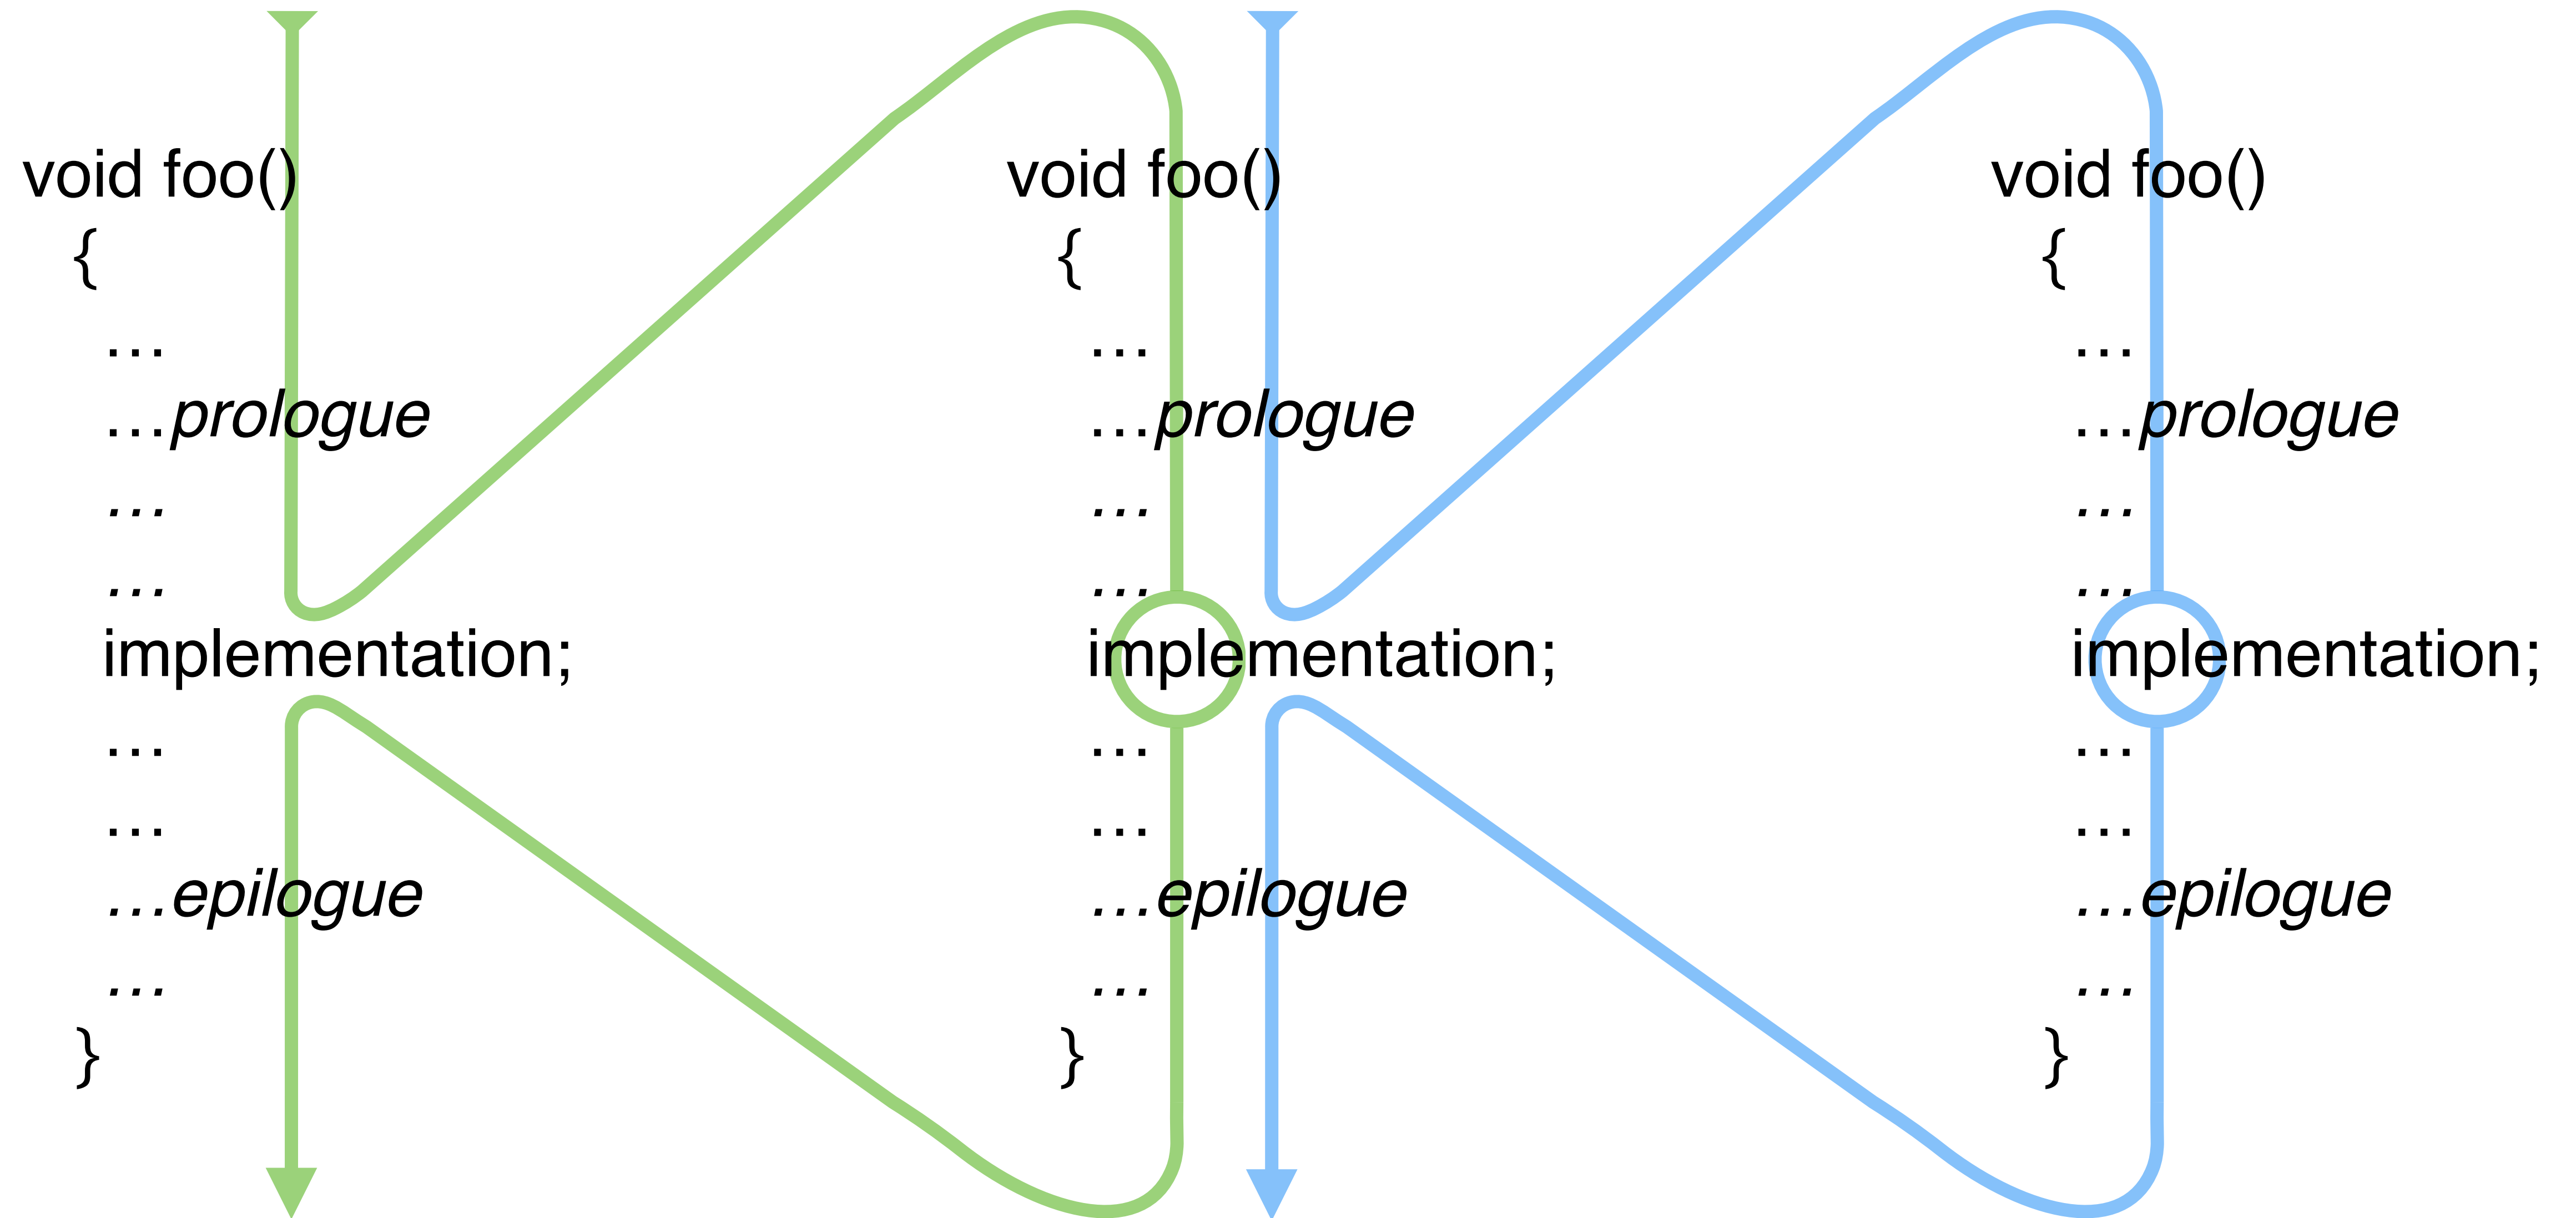 void foo()
{
…
…prologue
…
…
implementation;
…
…
…epilogue
…
}
void foo()
{
…
…prologue
…
…
implementation;
…
…
…epilogue
…
}
void foo()
{
…
…prologue
…
…
implementation;
…
…
…epilogue
…
}